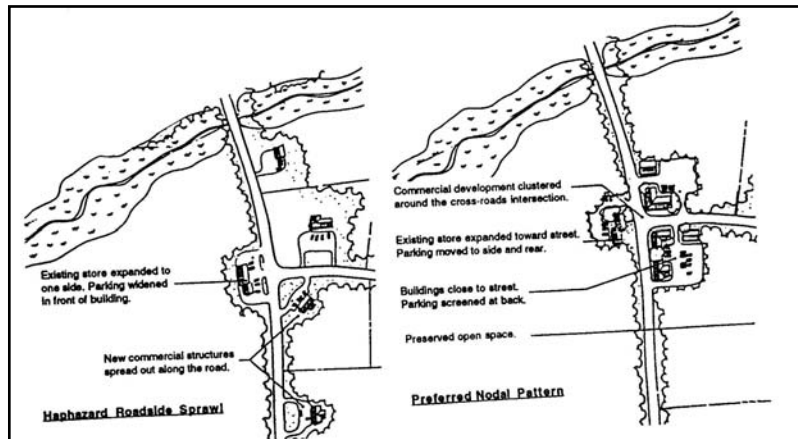 Existing store expanded to
one side. Parking widened
in front of building.
New commercial structures
spread out along the road.
Haphazard Roadside Sprawl
Commercial development clustered
around the cross-roads intersection.
Existing store expanded toward street.
Parking moved to side and rear.
Buildings close to street.
Parking screened at back.
Preserved open space.
Preferred Nodal Pattern